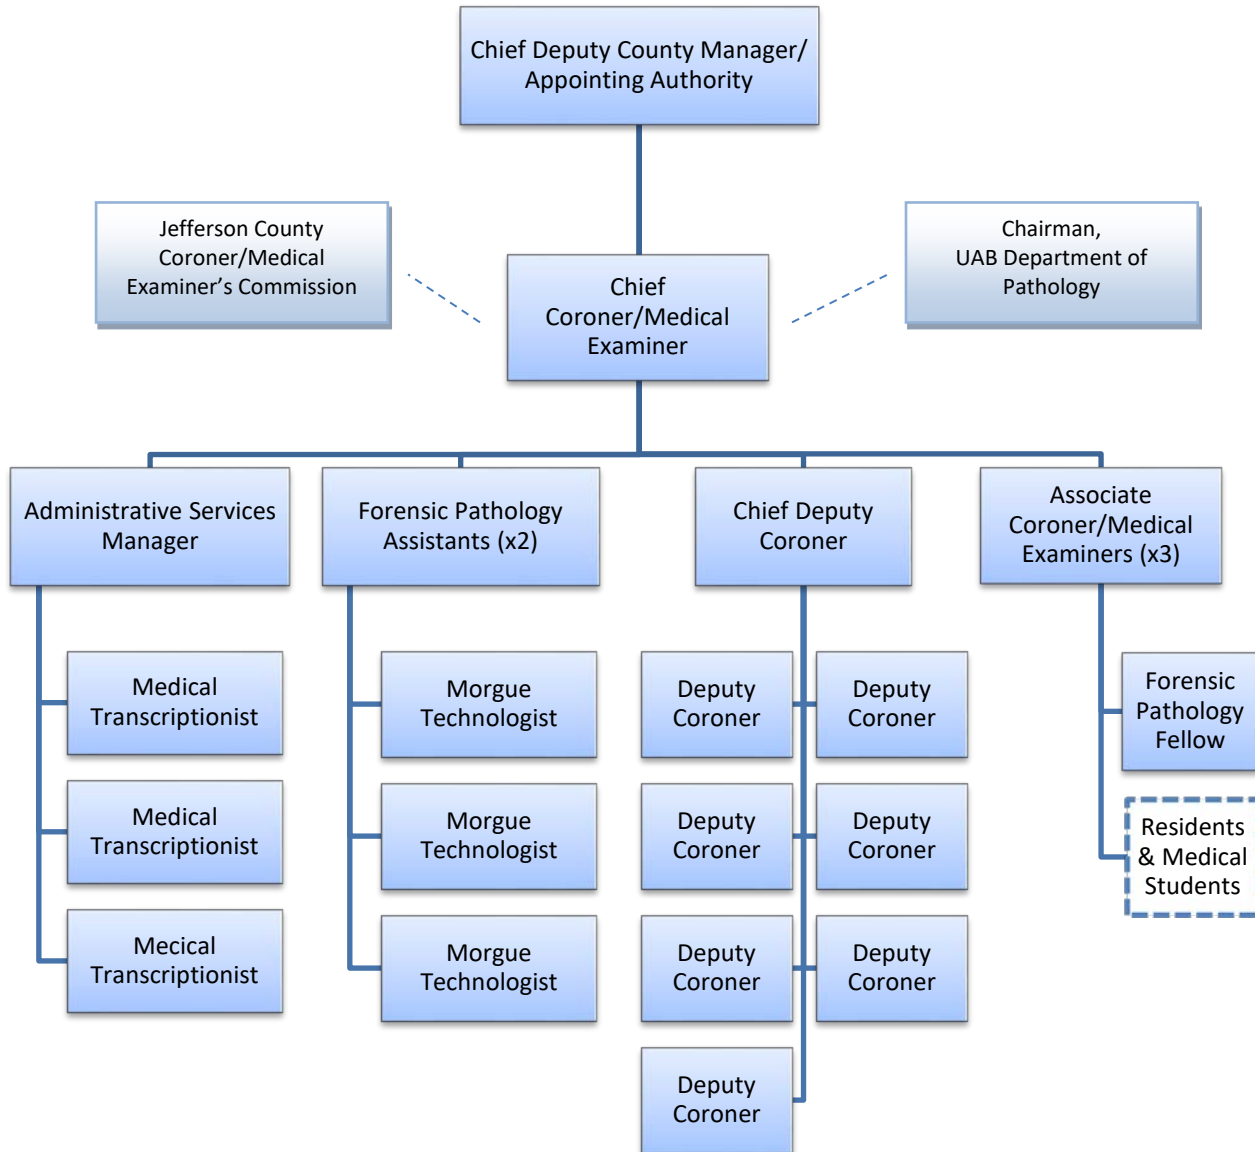 Chief Deputy County Manager/
Appointing Authority
Jefferson County
Coroner/Medical
Examiner’s Commission
Chief
Coroner/Medical
Examiner
Chairman,
UAB Department of
Pathology
Administrative Services
Manager
Forensic Pathology
Assistants (x2)
Chief Deputy
Coroner
Associate
Coroner/Medical
Examiners (x3)
Medical
Transcriptionist
Medical
Transcriptionist
Mecical
Transcriptionist
Morgue
Technologist
Morgue
Technologist
Morgue
Technologist
Deputy
Coroner
Deputy
Coroner
Deputy
Coroner
Deputy
Coroner
Deputy
Coroner
Deputy
Coroner
Deputy
Coroner
Forensic
Pathology
Fellow
Residents
& Medical
Students